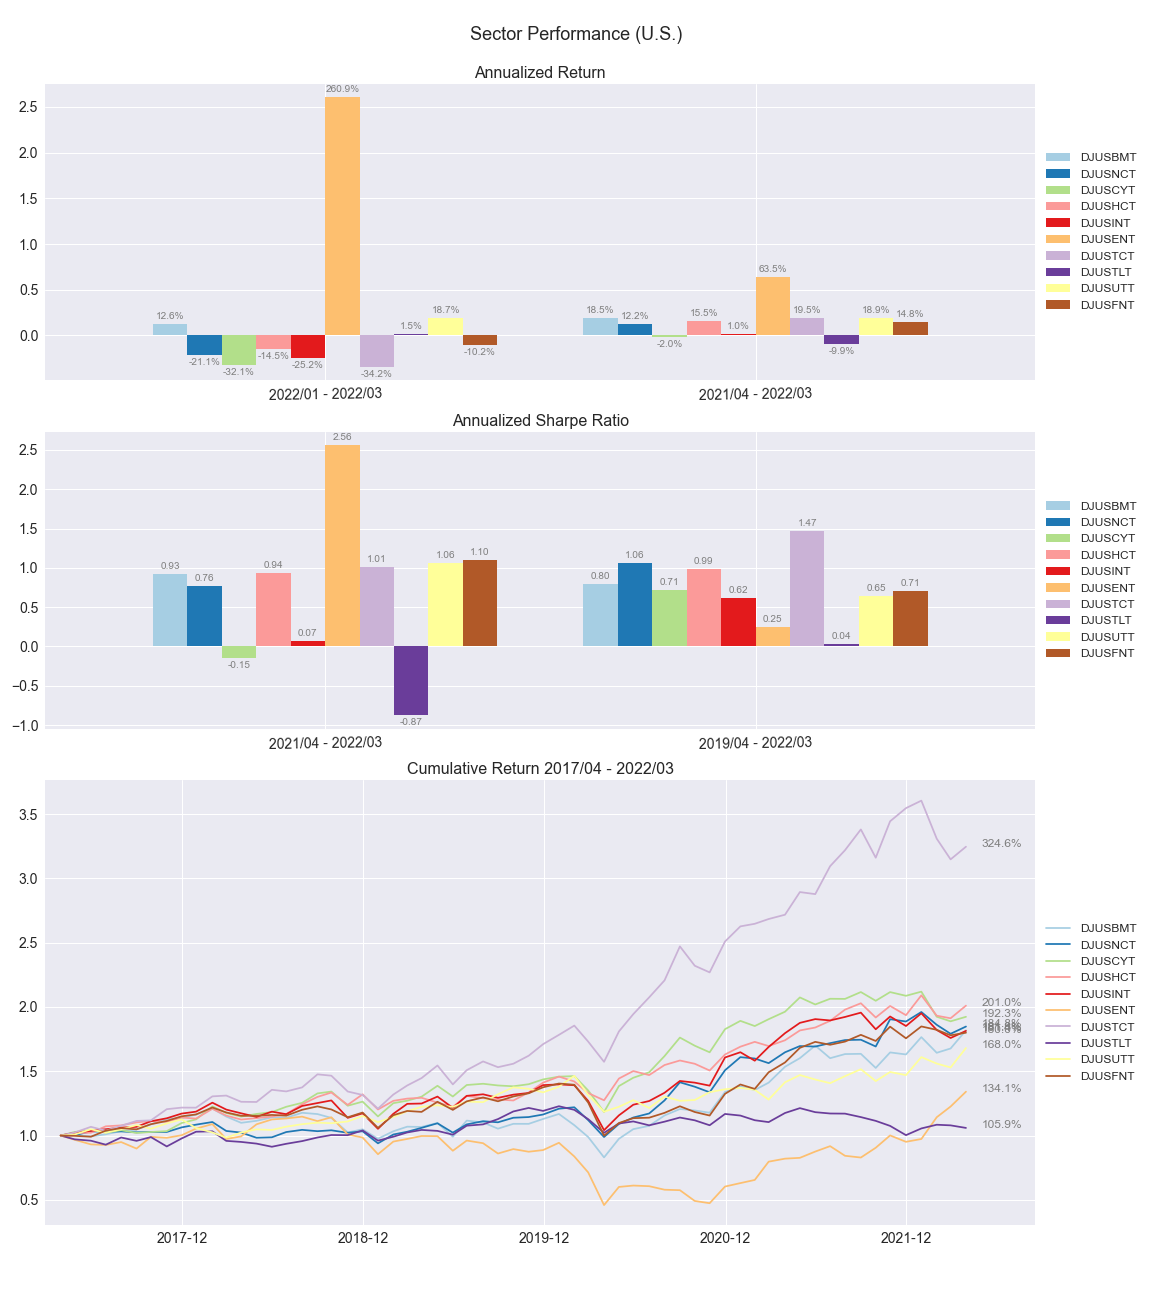 Sector Performance (U.S.)
Annualized Return
260.9%
12.6%
-21.1%
-32.1%
-14.5%
-25.2%
-34.2%
1.5%
18.7%
-10.2%
18.5%
12.2%
-2.0%
15.5%
1.0%
63.5%
19.5%
-9.9%
18.9%
14.8%
2.5
2.0
1.5
1.0
0.5
0.0
2022/01 - 2022/03
2021/04 - 2022/03
DJUSBMT
DJUSNCT
DJUSCYT
DJUSHCT
DJUSINT
DJUSENT
DJUSTCT
DJUSTLT
DJUSUTT
DJUSFNT
Annualized Sharpe Ratio
0.93
0.76
-0.15
0.94
0.07
2.56
1.01
-0.87
1.06
1.10
0.80
1.06
0.71
0.99
0.62
0.25
1.47
0.04
0.65
0.71
2.5
2.0
1.5
1.0
0.5
0.0
−0.5
−1.0
2021/04 - 2022/03
2019/04 - 2022/03
DJUSBMT
DJUSNCT
DJUSCYT
DJUSHCT
DJUSINT
DJUSENT
DJUSTCT
DJUSTLT
DJUSUTT
DJUSFNT
Cumulative Return 2017/04 - 2022/03
3.5
3.0
2.5
2.0
1.5
1.0
0.5
324.6%
201.0%
192.3%
168.0%
134.1%
105.9%
2017-12
2018-12
2019-12
2020-12
2021-12
DJUSBMT
DJUSNCT
DJUSCYT
DJUSHCT
DJUSINT
DJUSENT
DJUSTCT
DJUSTLT
DJUSUTT
DJUSFNT